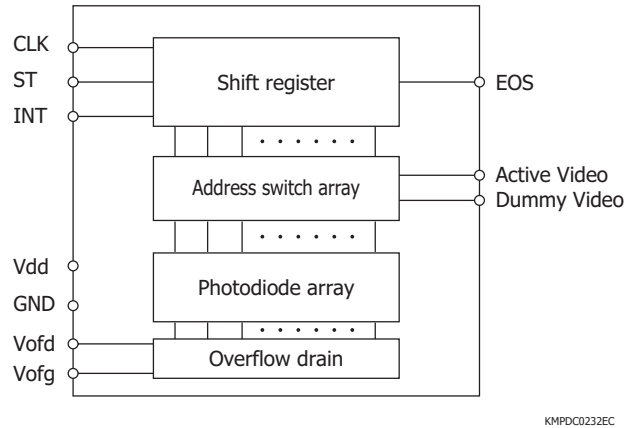 CLK
ST
INT
Shift register
EOS
Address switch array
Active Video
Dummy Video
Vdd
GND
Photodiode array
Vofd
Vofg
Overflow drain
KMPDC0232EC